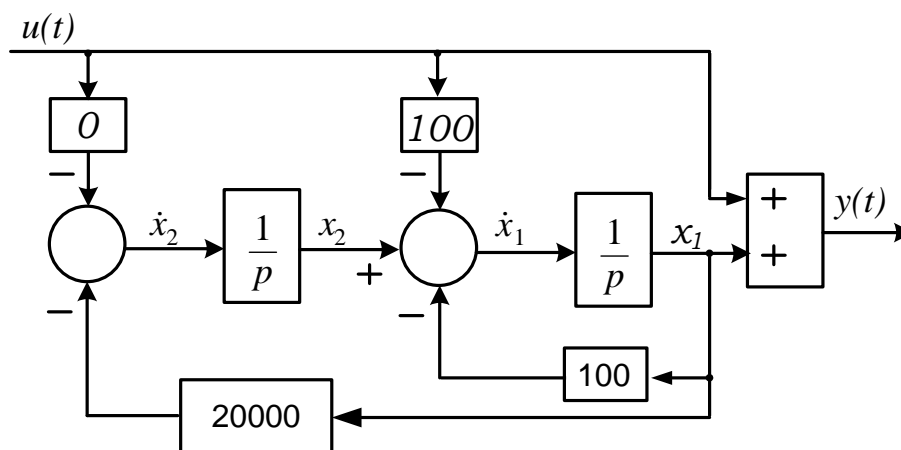 u(t)
0
100
−
−
ẋ₂
1/p
x₂
+
−
ẋ₁
1/p
x₁
+
+
y(t)
−
100
20000